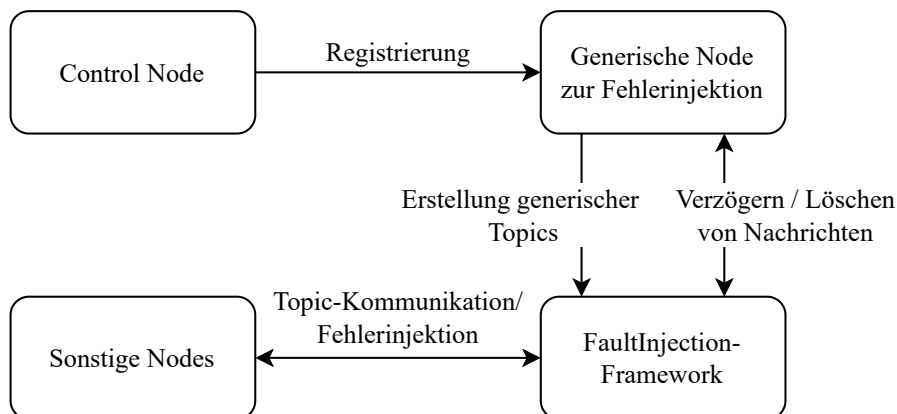 Control Node
Registrierung
Generische Node
zur Fehlerinjektion
Erstellung generischer
Topics
Verzögern / Löschen
von Nachrichten
Sonstige Nodes
Topic-Kommunikation/
Fehlerinjektion
FaultInjection-
Framework